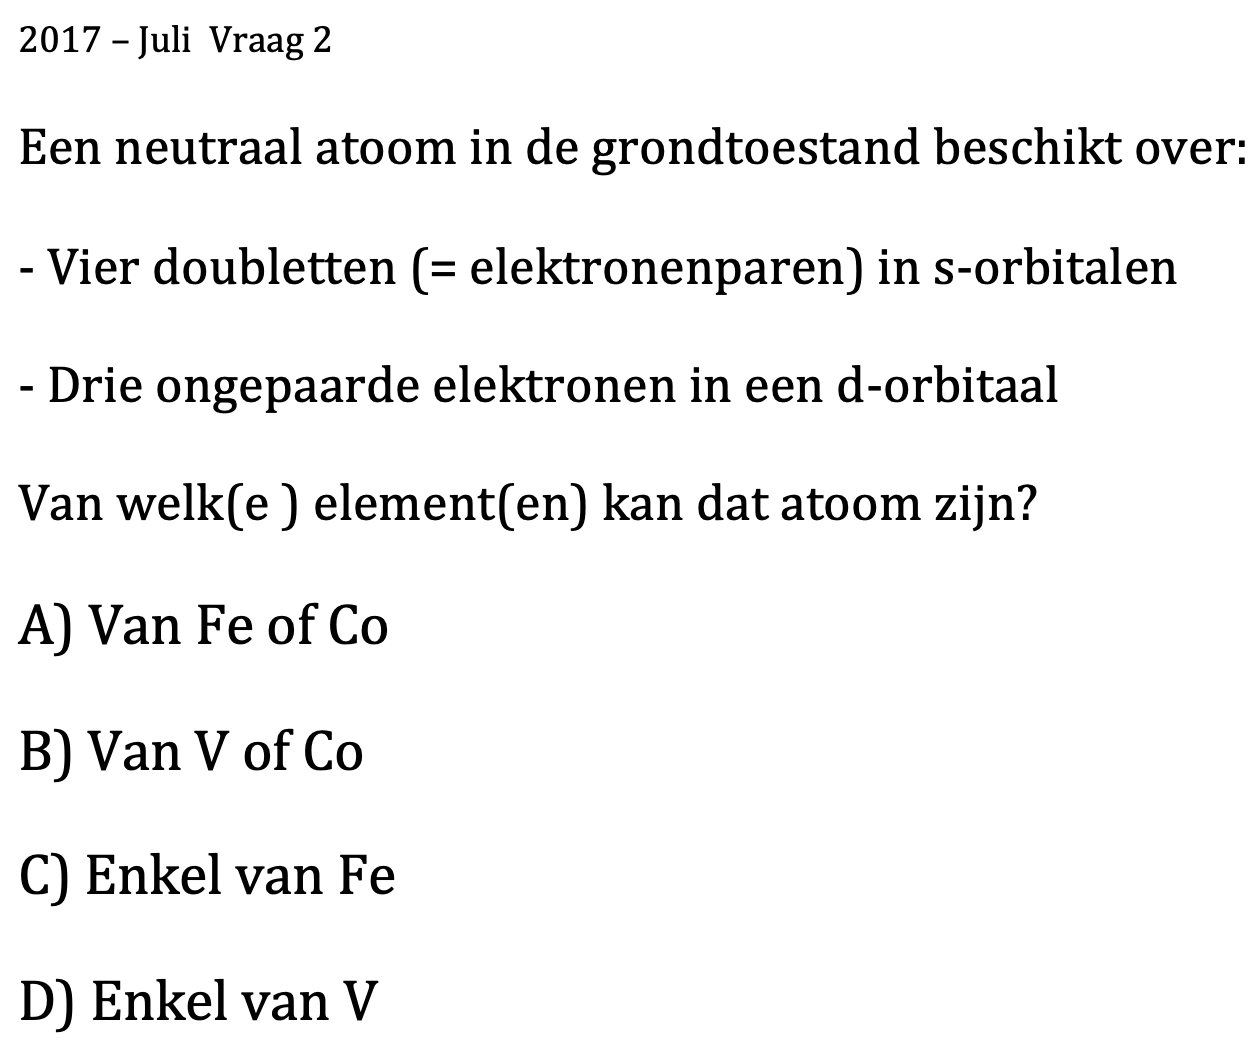 2017 – Juli  Vraag 2
Een neutraal atoom in de grondtoestand beschikt over:
- Vier doubletten (= elektronenparen) in s-orbitalen
- Drie ongepaarde elektronen in een d-orbitaal
Van welk(e ) element(en) kan dat atoom zijn?
A) Van Fe of Co
B) Van V of Co
C) Enkel van Fe
D) Enkel van V